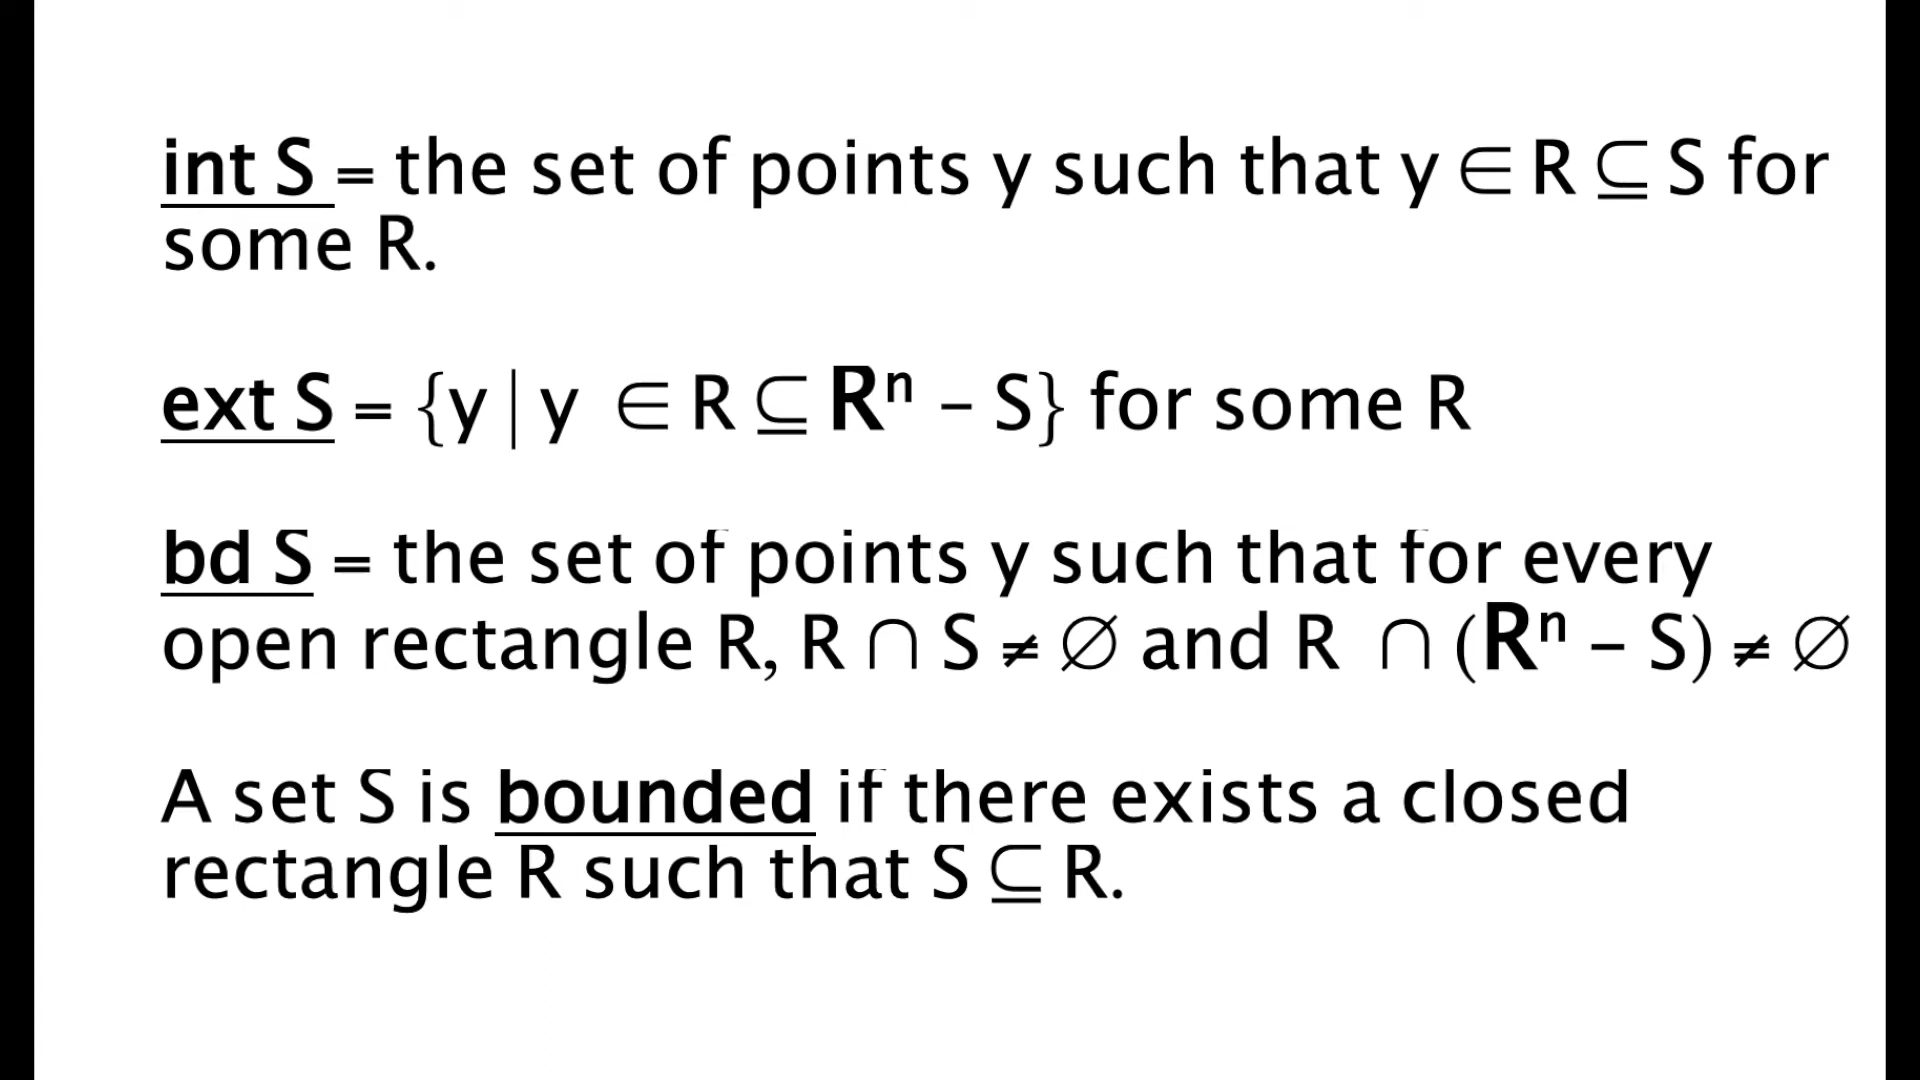 int S = the set of points y such that y ∈ R ⊆ S for
some R.
ext S = {y | y ∈ R ⊆ Rⁿ – S} for some R
bd S = the set of points y such that for every
open rectangle R, R ∩ S ≠ ∅ and R ∩ (Rⁿ – S) ≠ ∅
A set S is bounded if there exists a closed
rectangle R such that S ⊆ R.